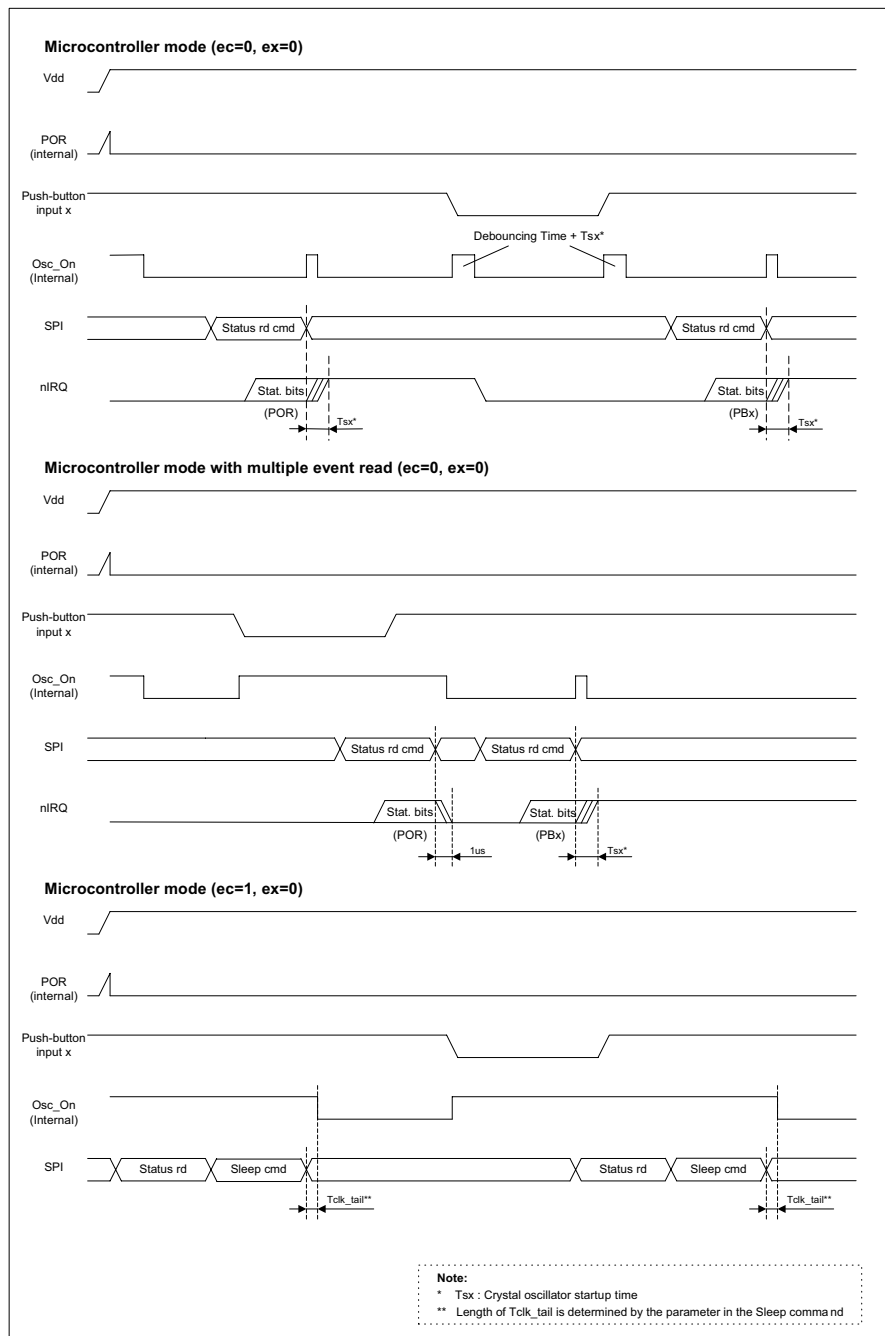 Microcontroller mode (ec=0, ex=0)
Vdd
POR
(internal)
Push-button
input x
Debouncing Time + Tsx*
Osc_On
(Internal)
SPI
Status rd cmd
Status rd cmd
nIRQ
Stat. bits
Stat. bits
(POR)
(PBx)
Tsx*
Tsx*
Microcontroller mode with multiple event read (ec=0, ex=0)
Vdd
POR
(internal)
Push-button
input x
Osc_On
(Internal)
SPI
Status rd cmd
Status rd cmd
nIRQ
Stat. bits
Stat. bits
(POR)
(PBx)
1us
Tsx*
Microcontroller mode (ec=1, ex=0)
Vdd
POR
(internal)
Push-button
input x
Osc_On
(Internal)
SPI
Status rd
Sleep cmd
Status rd
Sleep cmd
Tclk_tail**
Tclk_tail**
Note:
* Tsx : Crystal oscillator startup time
** Length of Tclk_tail is determined by the parameter in the Sleep comma nd